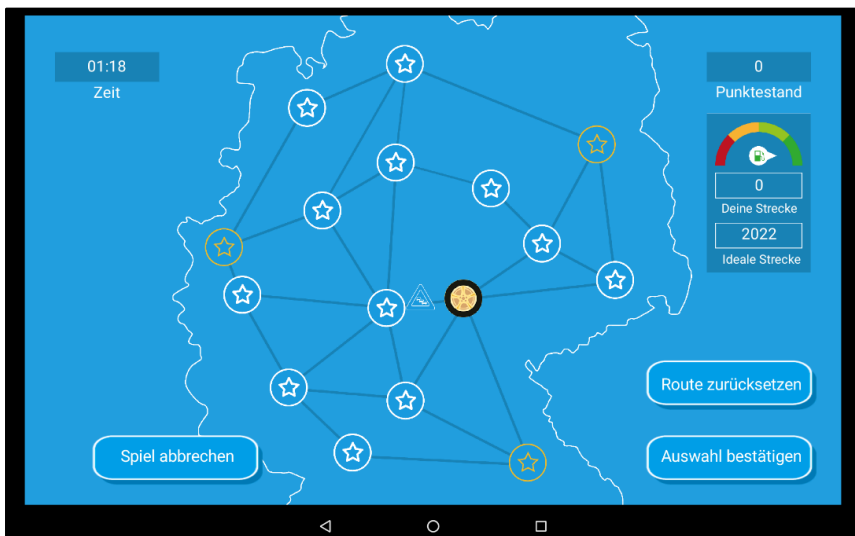 01:18
Zeit
0
Punktestand
0
Deine Strecke
2022
Ideale Strecke
Route zurücksetzen
Spiel abbrechen
Auswahl bestätigen